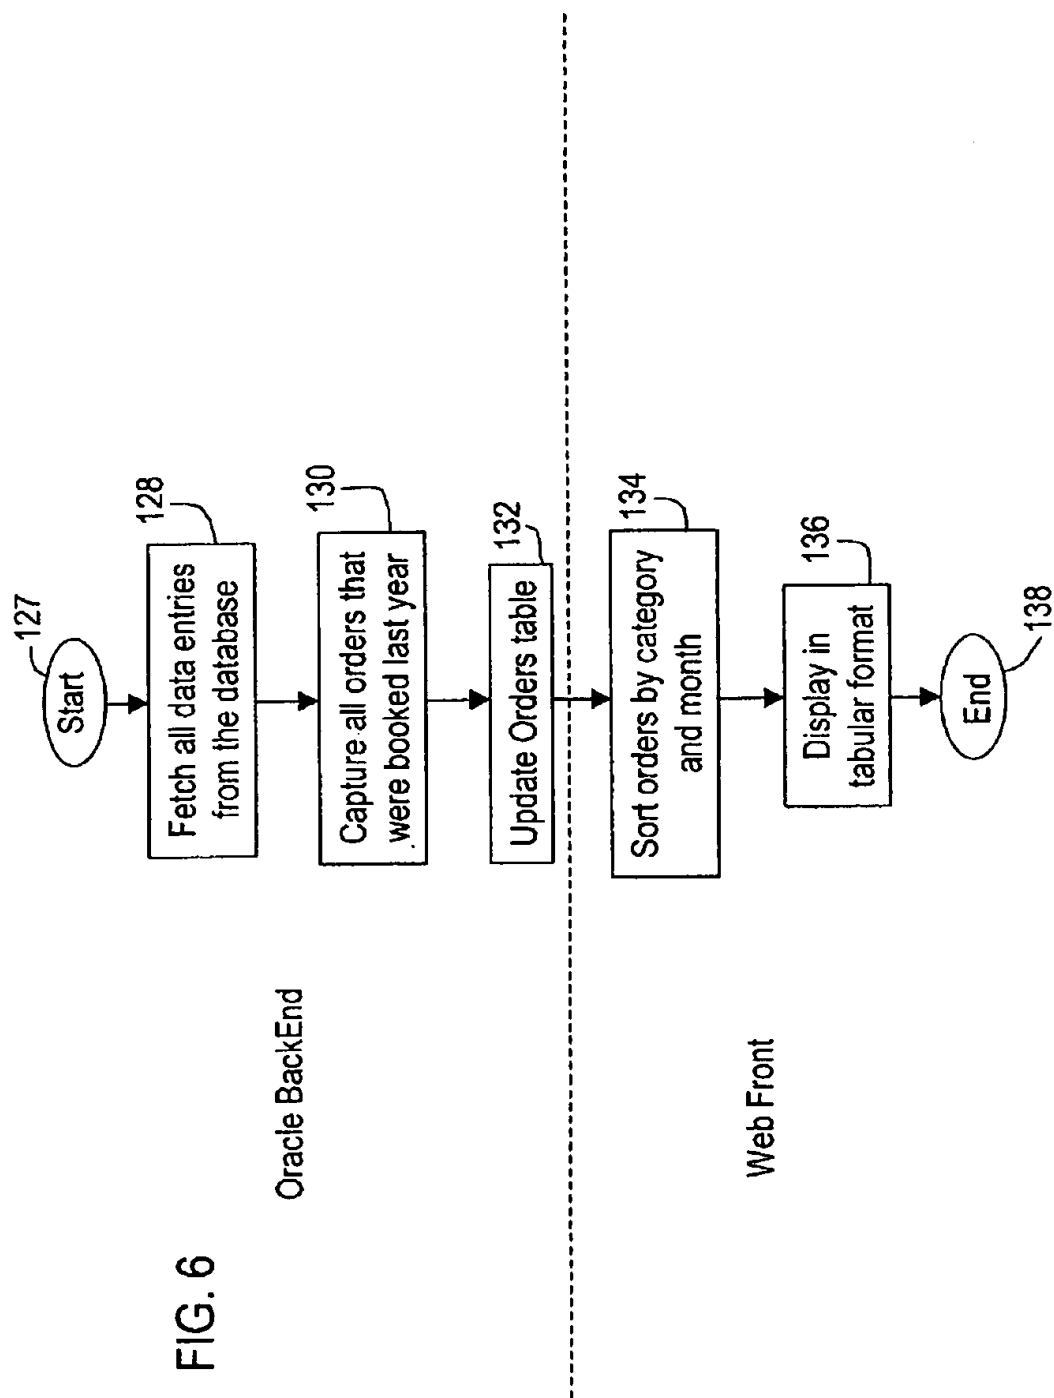 FIG. 6
Oracle BackEnd
Start
127
Fetch all data entries
from the database
128
Capture all orders that
were booked last year
130
Update Orders table
132
Web Front
Sort orders by category
and month
134
Display in
tabular format
136
End
138